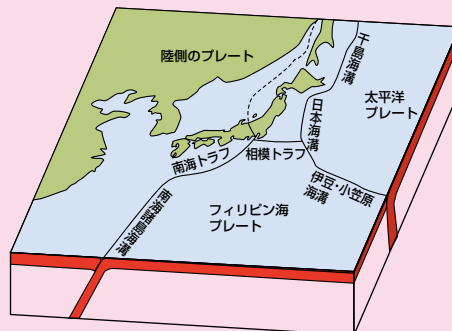 陸側のプレート
千島海溝
太平洋
プレート
日本海溝
南海トラフ
相模トラフ
伊豆・小笠原
海溝
南海諸島海溝
フィリピン海
プレート